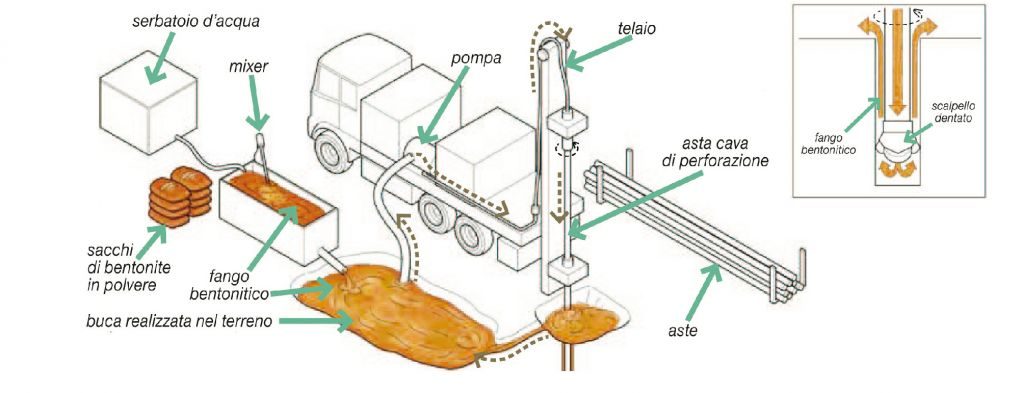 serbatoio d'acqua
mixer
pompa
telaio
asta cava
di perforazione
sacchi
di bentonite
in polvere
fango
bentonitico
buca realizzata nel terreno
aste
fango
bentonitico
scalpello
dentato